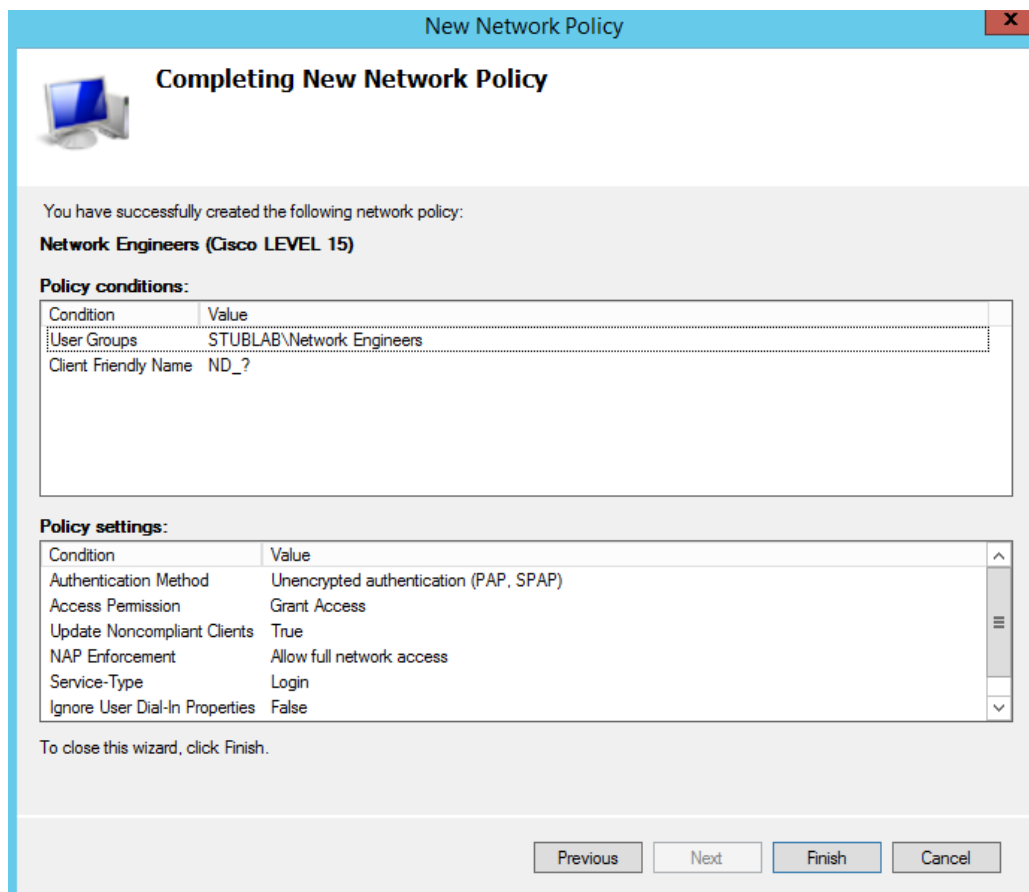 New Network Policy
x
Completing New Network Policy
You have successfully created the following network policy:
Network Engineers (Cisco LEVEL 15)
Policy conditions:
Condition Value
User Groups STUBLAB\Network Engineers
Client Friendly Name ND_?
Policy settings:
Condition Value
Authentication Method Unencrypted authentication (PAP, SPAP)
Access Permission Grant Access
Update Noncompliant Clients True
NAP Enforcement Allow full network access
Service-Type Login
Ignore User Dial-In Properties False
To close this wizard, click Finish.
Previous Next Finish Cancel